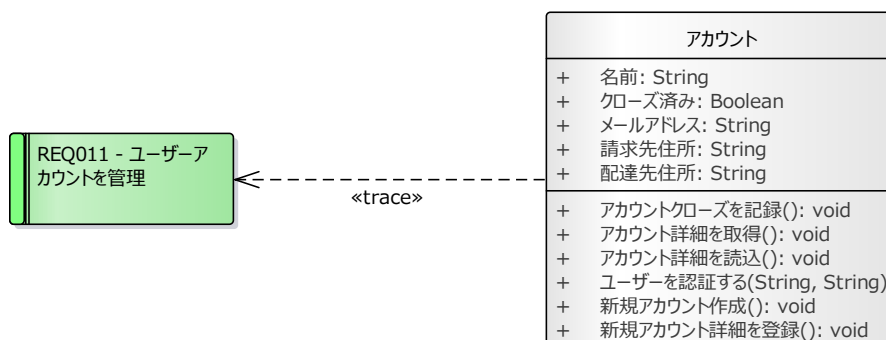 アカウント
+ 名前: String
+ クローズ済み: Boolean
+ メールアドレス: String
+ 請求先住所: String
+ 配達先住所: String
+ アカウントクローズを記録(): void
+ アカウント詳細を取得(): void
+ アカウント詳細を読込(): void
+ ユーザーを認証する(String, String)
+ 新規アカウント作成(): void
+ 新規アカウント詳細を登録(): void
REQ011 - ユーザーア
カウントを管理
«trace»